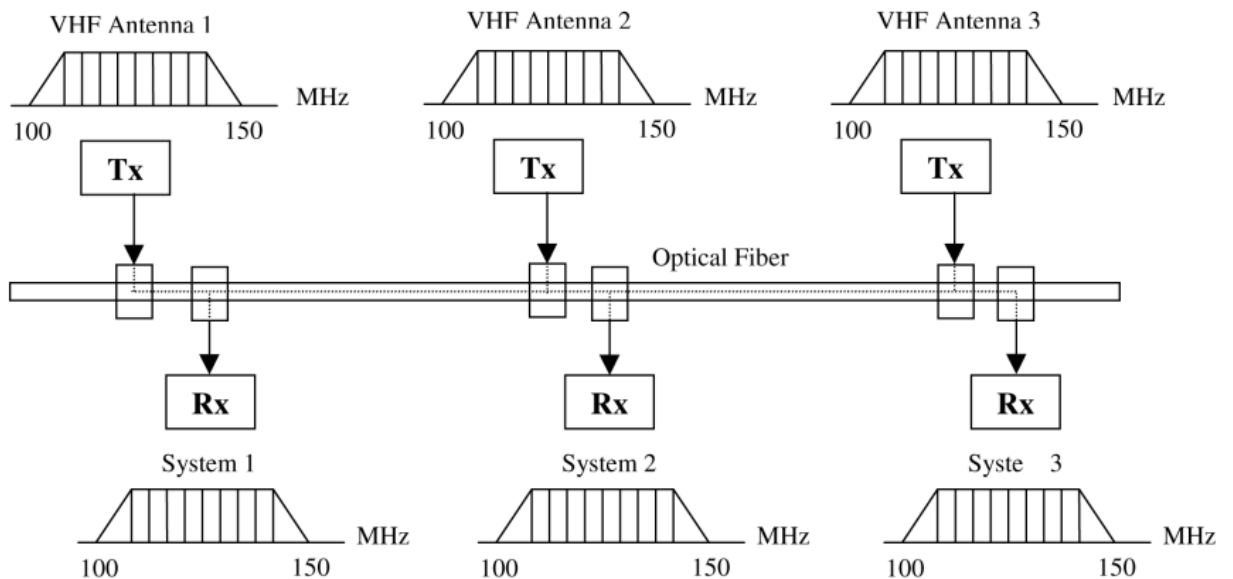 VHF Antenna 1
VHF Antenna 2
VHF Antenna 3
MHz
MHz
MHz
100
150
100
150
100
150
Tx
Tx
Tx
Optical Fiber
Rx
Rx
Rx
System 1
System 2
Syste 3
MHz
MHz
MHz
100
150
100
150
100
150